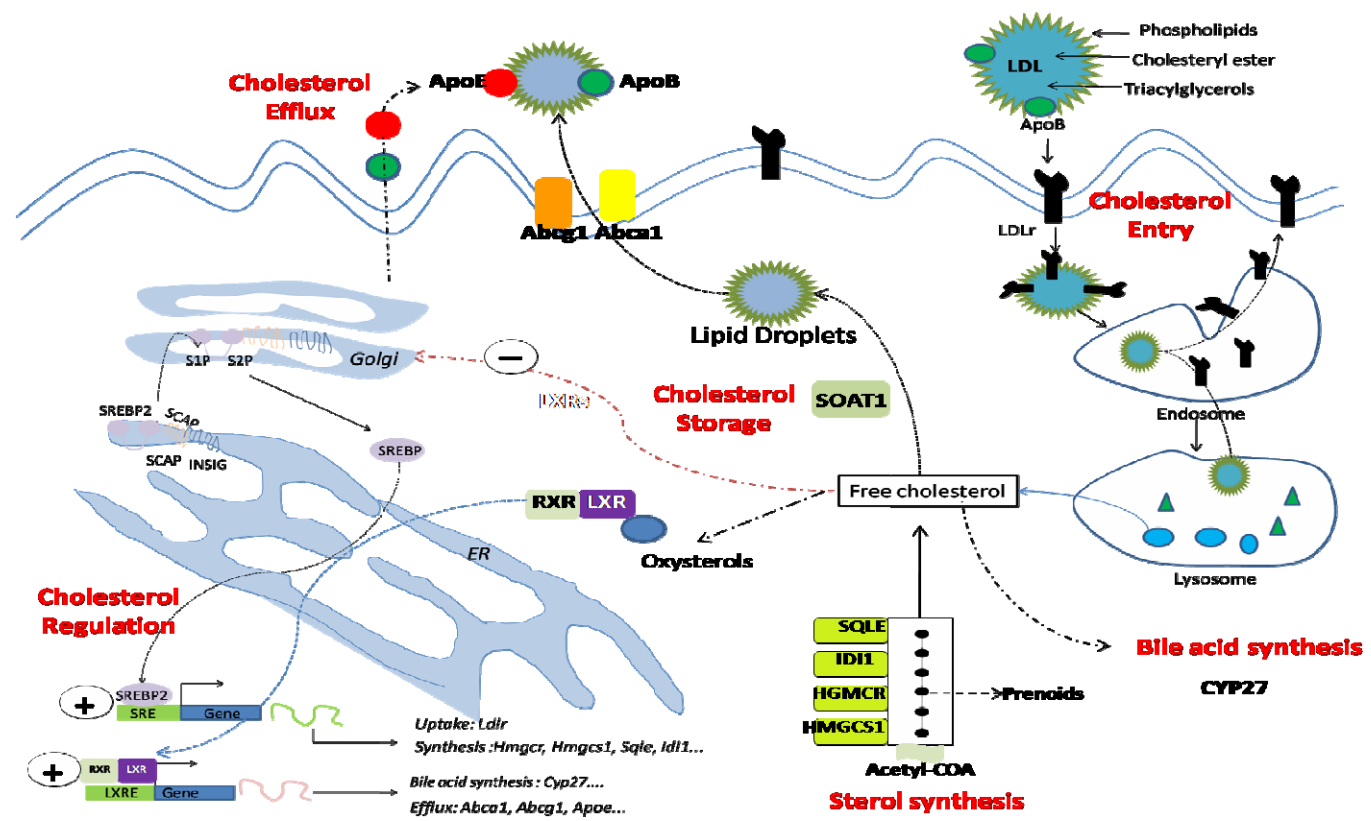 Phospholipids
LDL
Cholesteryl ester
Triacylglycerols
ApoB
Cholesterol
Efflux
ApoE
ApoB
Abcg1 Abca1
LDLr
Cholesterol
Entry
Lipid Droplets
Golgi
S1P S2P
SREBP2
SCAP
SCAP INSIG
SREBP
−
LXRα
Cholesterol
Storage
SOAT1
Endosome
Free cholesterol
RXR LXR
Oxysterols
ER
Lysosome
Cholesterol
Regulation
SQLE
IDI1
HGMCR
HMGCS1
Prenoids
Acetyl-COA
Sterol synthesis
Bile acid synthesis
CYP27
+
SREBP2
SRE Gene
Uptake: Ldlr
Synthesis :Hmgcr, Hmgcs1, Sqle, Idl1...
+
RXR LXR
LXRE Gene
Bile acid synthesis : Cyp27....
Efflux: Abca1, Abcg1, Apoe...